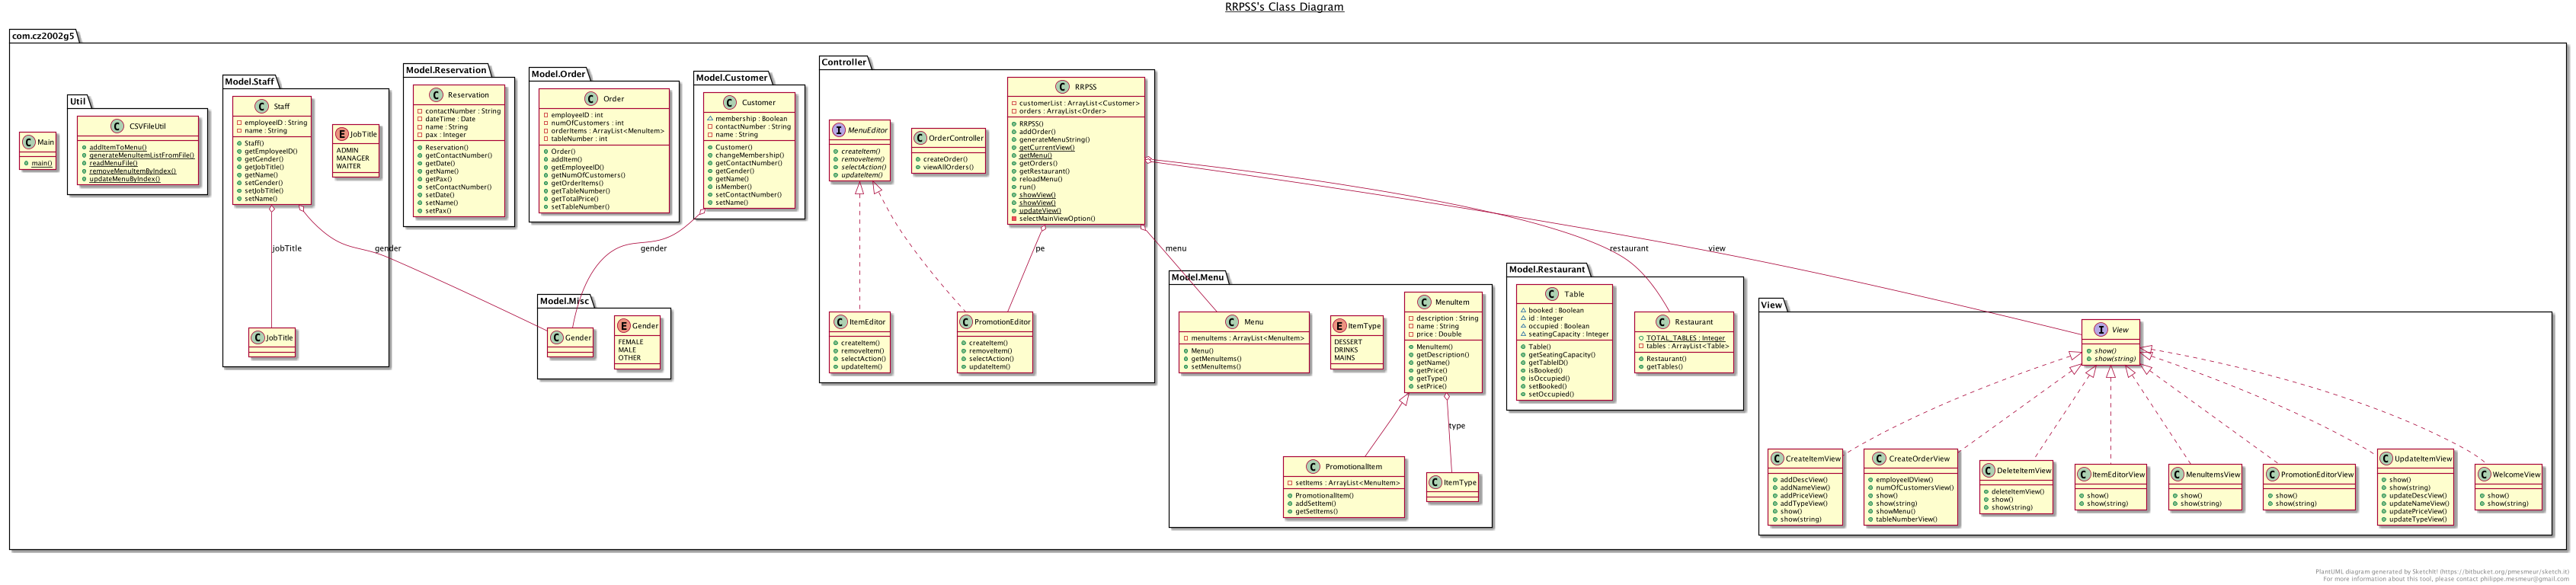 RRPSS's Class Diagram
com.cz2002g5
Main
main()
Util
CSVFileUtil
addItemToMenu()
generateMenuItemListFromFile()
readMenuFile()
removeMenuItemByIndex()
updateMenuByIndex()
Model.Staff
Staff
employeeID : String
name : String
Staff()
getEmployeeID()
getGender()
getJobTitle()
getName()
setGender()
setJobTitle()
setName()
JobTitle
ADMIN
MANAGER
WAITER
jobTitle
gender
JobTitle
Model.Reservation
Reservation
contactNumber : String
dateTime : Date
name : String
pax : Integer
Reservation()
getContactNumber()
getDate()
getName()
getPax()
setContactNumber()
setDate()
setName()
setPax()
Model.Order
Order
employeeID : int
numOfCustomers : int
orderItems : ArrayList<MenuItem>
tableNumber : int
Order()
addItem()
getEmployeeID()
getNumOfCustomers()
getOrderItems()
getTableNumber()
getTotalPrice()
setTableNumber()
Model.Customer
Customer
membership : Boolean
contactNumber : String
name : String
Customer()
changeMembership()
getContactNumber()
getGender()
getName()
isMember()
setContactNumber()
setName()
gender
Model.Misc
Gender
Gender
FEMALE
MALE
OTHER
Controller
MenuEditor
createItem()
removeItem()
selectAction()
updateItem()
OrderController
createOrder()
viewAllOrders()
RRPSS
customerList : ArrayList<Customer>
orders : ArrayList<Order>
RRPSS()
addOrder()
generateMenuString()
getCurrentView()
getMenu()
getOrders()
getRestaurant()
reloadMenu()
run()
showView()
showView()
updateView()
selectMainViewOption()
pe
menu
restaurant
view
ItemEditor
createItem()
removeItem()
selectAction()
updateItem()
PromotionEditor
createItem()
removeItem()
selectAction()
updateItem()
Model.Menu
Menu
menuItems : ArrayList<MenuItem>
Menu()
getMenuItems()
setMenuItems()
ItemType
DESSERT
DRINKS
MAINS
MenuItem
description : String
name : String
price : Double
MenuItem()
getDescription()
getName()
getPrice()
getType()
setPrice()
type
PromotionalItem
setItems : ArrayList<MenuItem>
PromotionalItem()
addSetItem()
getSetItems()
ItemType
Model.Restaurant
Table
booked : Boolean
id : Integer
occupied : Boolean
seatingCapacity : Integer
Table()
getSeatingCapacity()
getTableID()
isBooked()
isOccupied()
setBooked()
setOccupied()
Restaurant
TOTAL_TABLES : Integer
tables : ArrayList<Table>
Restaurant()
getTables()
View
View
show()
show(string)
CreateItemView
addDescView()
addNameView()
addPriceView()
addTypeView()
show()
show(string)
CreateOrderView
employeeIDView()
numOfCustomersView()
show()
show(string)
showMenu()
tableNumberView()
DeleteItemView
deleteItemView()
show()
show(string)
ItemEditorView
show()
show(string)
MenuItemsView
show()
show(string)
PromotionEditorView
show()
show(string)
UpdateItemView
show()
show(string)
updateDescView()
updateNameView()
updatePriceView()
updateTypeView()
WelcomeView
show()
show(string)
PlantUML diagram generated by SketchIt! (https://bitbucket.org/pmesmeur/sketch.it)
For more information about this tool, please contact philippe.mesmeur@gmail.com